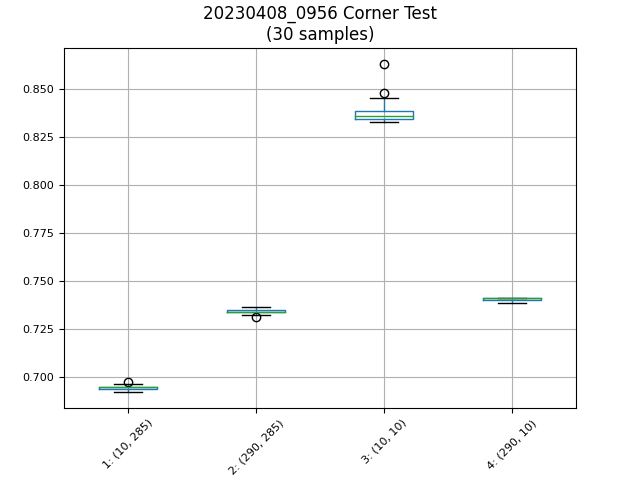 20230408_0956 Corner Test
(30 samples)
0.850
0.825
0.800
0.775
0.750
0.725
0.700
1: (10, 285)
2: (290, 285)
3: (10, 10)
4: (290, 10)